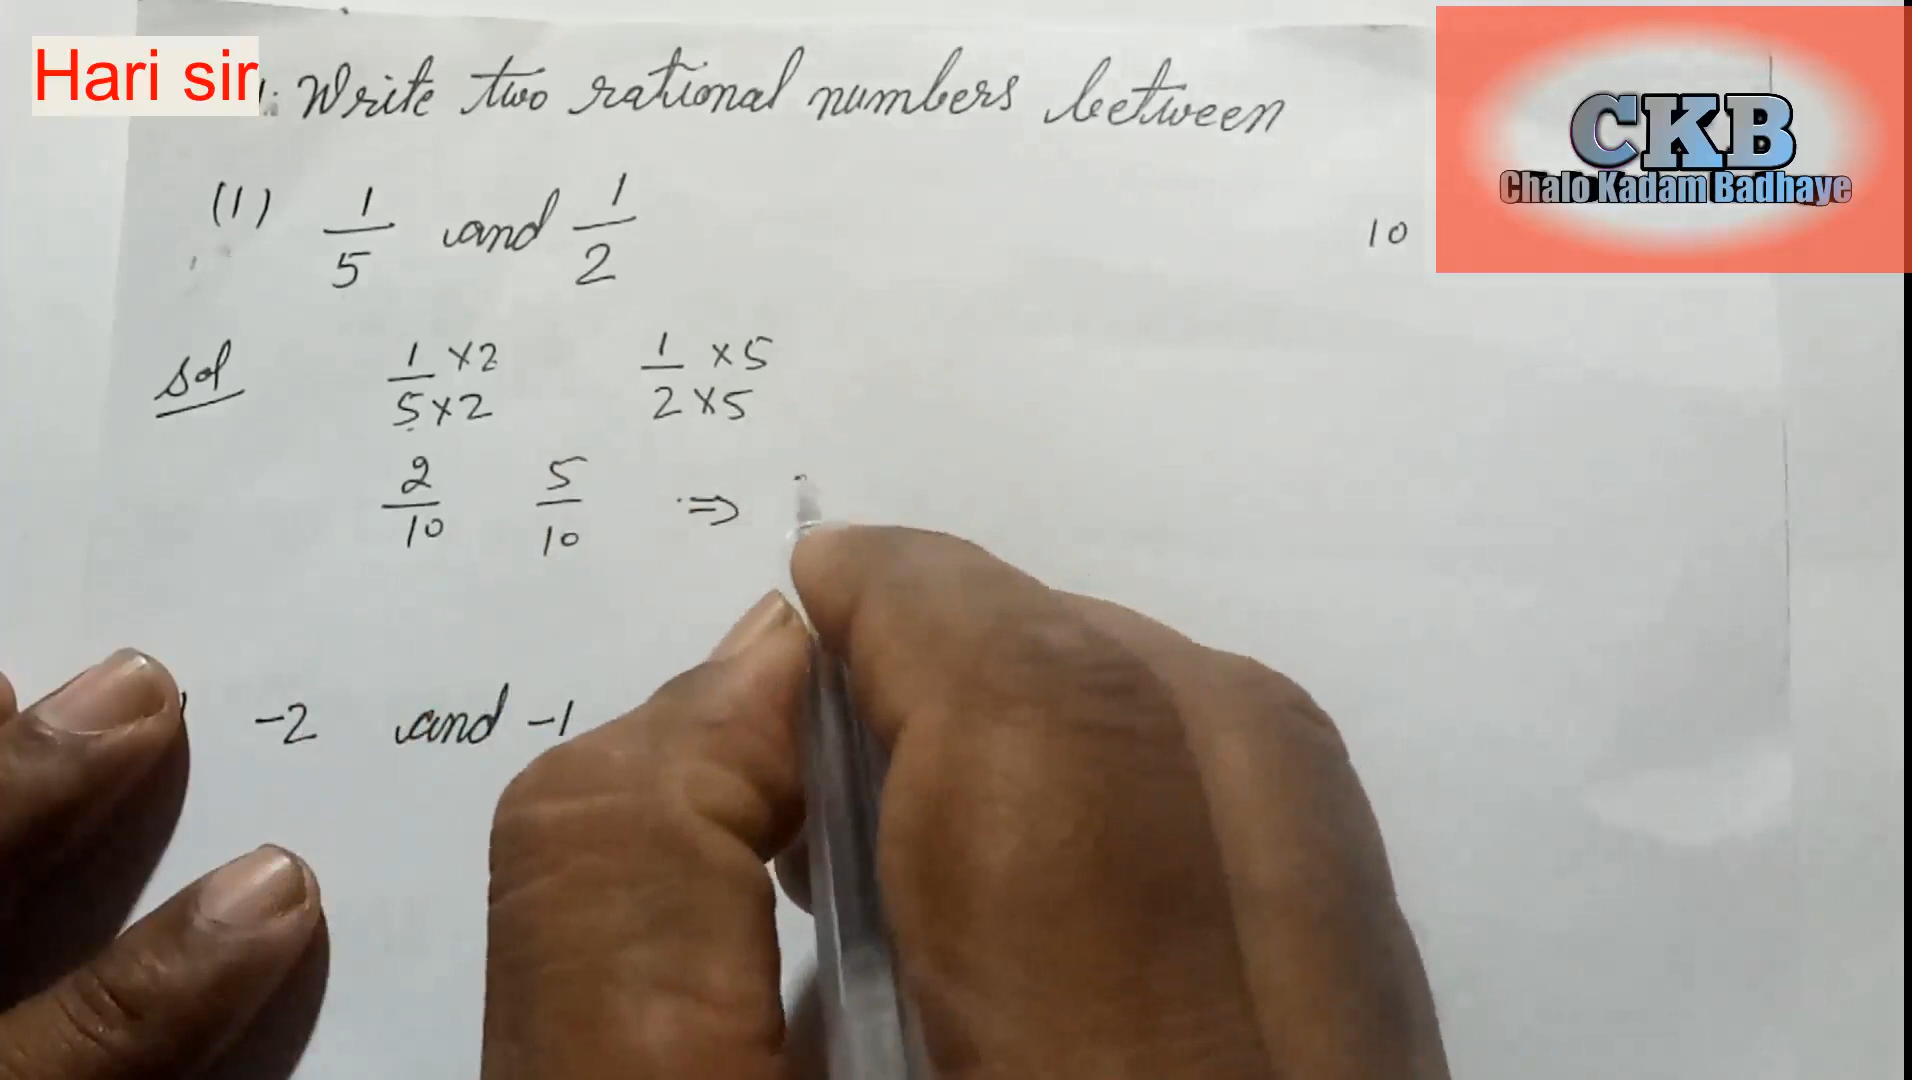 Hari sir
1. Write two rational numbers between
CKB
Chalo Kadam Badhaye
(1) 1/5 and 1/2
10
Sol 1×2/5×2 1×5/2×5
2/10 5/10 ⇒
-2 and -1